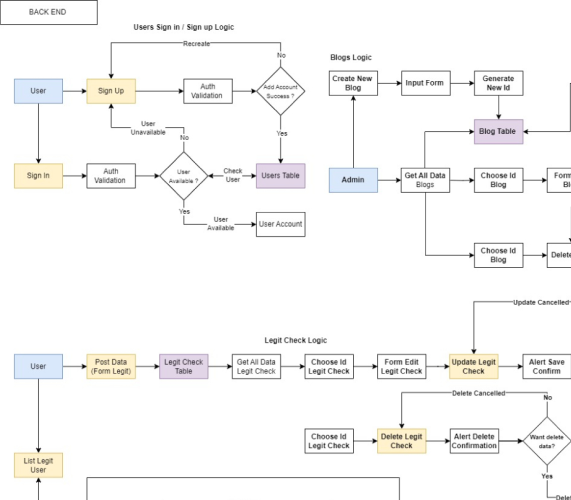 BACK END
Users Sign in / Sign up Logic
Recreale
No
User
Sign Up
Auth
Validation
Add Account
Success ?
User
Unavailable
No
Yes
Sign In
Auth
Validation
User
Available ?
Check
User
Users Table
Yes
User
Available
User Account
Blogs Logic
Create New
Blog
Input Form
Generate
New Id
Blog Table
Admin
Get All Data
Blogs
Choose Id
Blog
Form
Bl
Choose Id
Blog
Delete
Update Cancelled
Legit Check Logic
User
Post Data
(Form Legit)
Legit Check
Table
Get All Data
Legit Check
Choose Id
Legit Check
Form Edit
Legit Check
Update Legit
Check
Alert Save
Confirm
Delete Cancelled
No
Choose Id
Legit Check
Delete Legit
Check
Alert Delete
Confirmation
Want delete
data?
Yes
List Legit
User